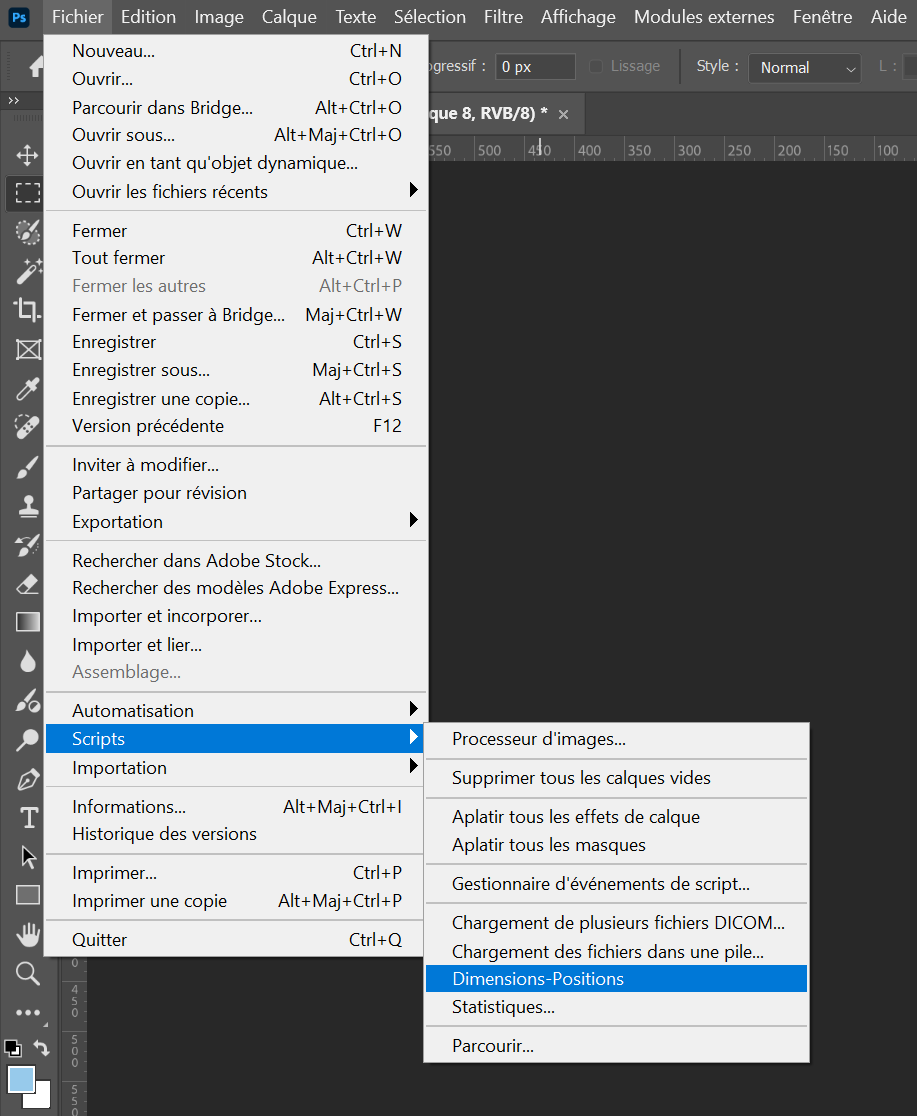 Ps
Fichier Edition Image Calque Texte Sélection Filtre Affichage Modules externes Fenêtre Aide
Nouveau... Ctrl+N
Ouvrir... Ctrl+O
ogressif : 0 px Lissage Style : Normal L :
Parcourir dans Bridge... Alt+Ctrl+O
Ouvrir sous... Alt+Maj+Ctrl+O
que 8, RVB/8) * ×
Ouvrir en tant qu'objet dynamique...
550 500 450 400 350 300 250 200 150 100
Ouvrir les fichiers récents
Fermer Ctrl+W
Tout fermer Alt+Ctrl+W
Fermer les autres Alt+Ctrl+P
Fermer et passer à Bridge... Maj+Ctrl+W
Enregistrer Ctrl+S
Enregistrer sous... Maj+Ctrl+S
Enregistrer une copie... Alt+Ctrl+S
Version précédente F12
Inviter à modifier...
Partager pour révision
Exportation
Rechercher dans Adobe Stock...
Rechercher des modèles Adobe Express...
Importer et incorporer...
Importer et lier...
Assemblage...
Automatisation
Scripts
Importation
Informations... Alt+Maj+Ctrl+I
Historique des versions
Imprimer... Ctrl+P
Imprimer une copie Alt+Maj+Ctrl+P
Quitter Ctrl+Q
Processeur d'images...
Supprimer tous les calques vides
Aplatir tous les effets de calque
Aplatir tous les masques
Gestionnaire d'événements de script...
Chargement de plusieurs fichiers DICOM...
Chargement des fichiers dans une pile...
Dimensions-Positions
Statistiques...
Parcourir...
0
450
500
550